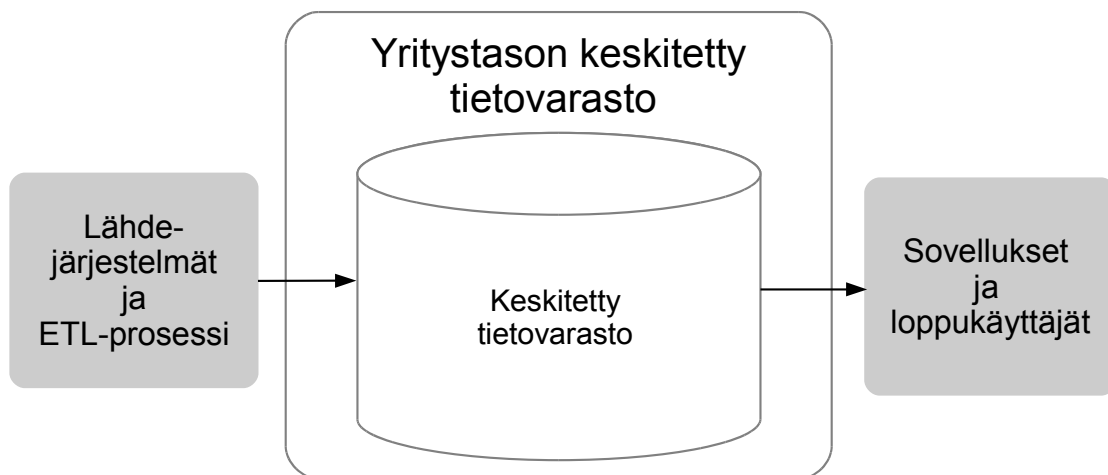 Yritystason keskitetty
tietovarasto
Lähde-
järjestelmät
ja
ETL-prosessi
Keskitetty
tietovarasto
Sovellukset
ja
loppukäyttäjät